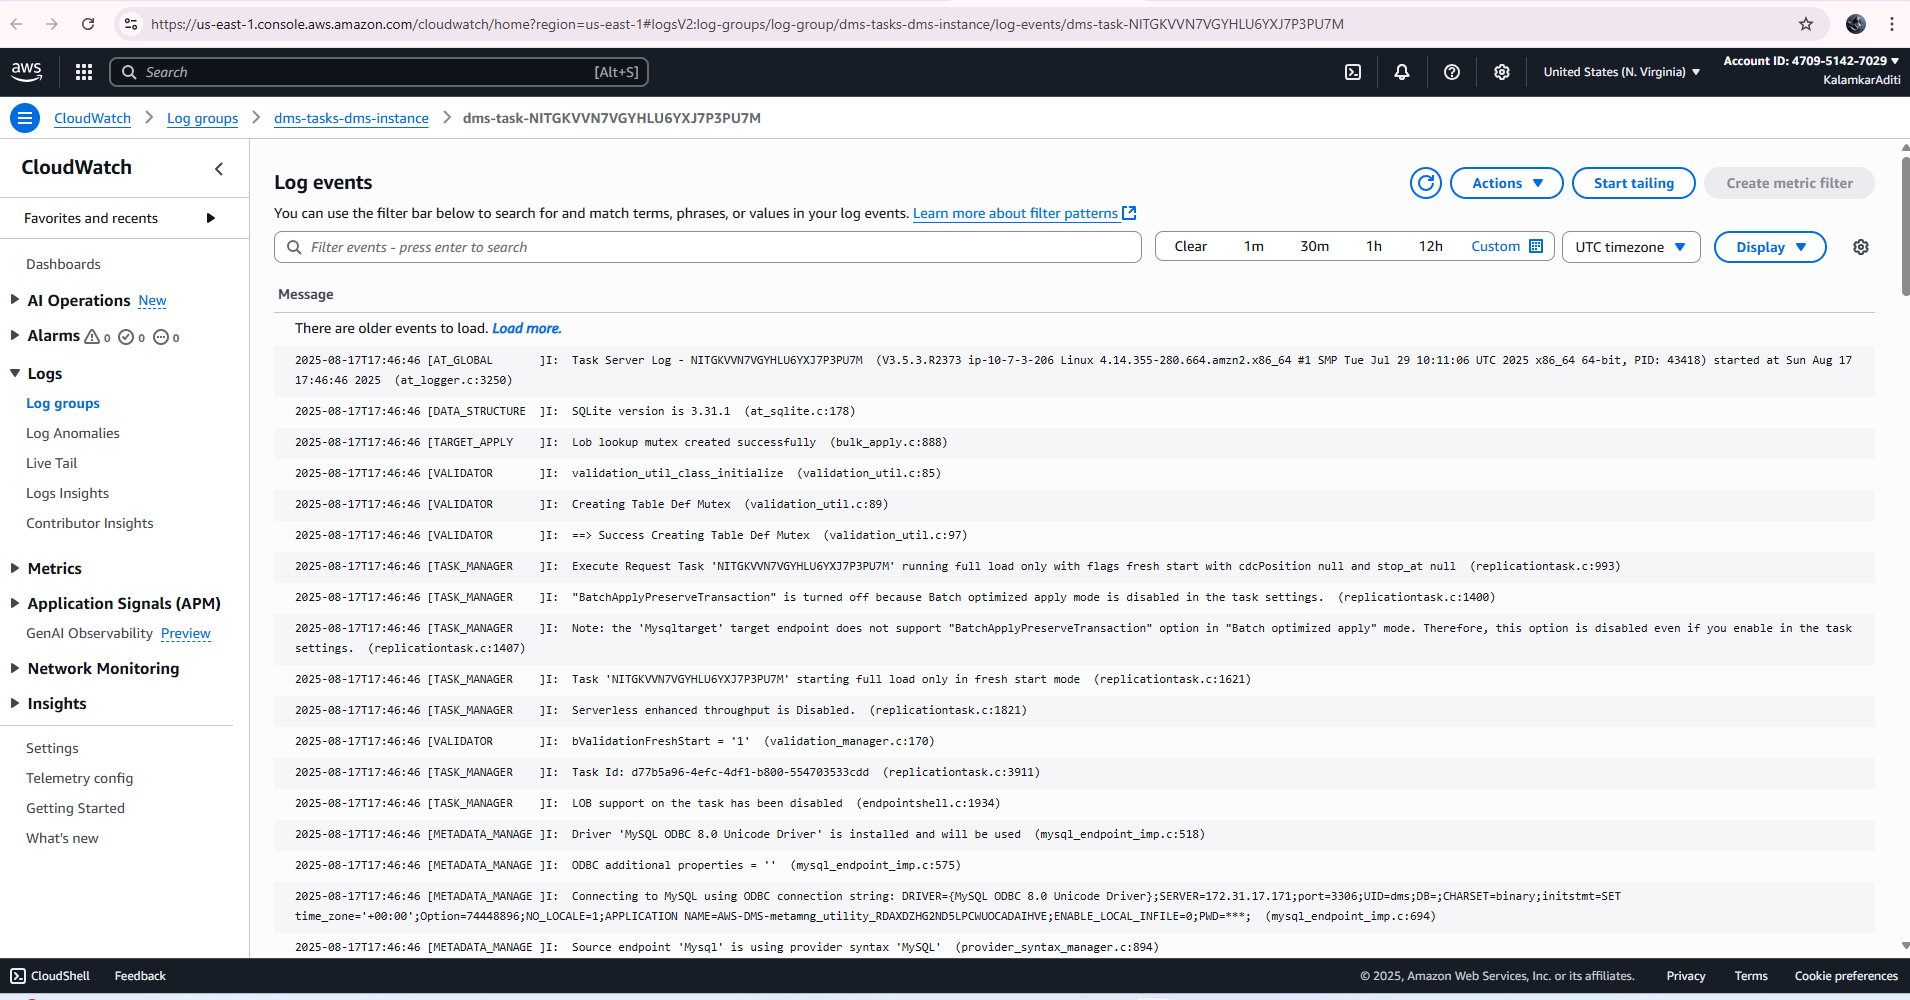 https://us-east-1.console.aws.amazon.com/cloudwatch/home?region=us-east-1#logsV2:log-groups/log-group/dms-tasks-dms-instance/log-events/dms-task-NITGKVVN7VGYHLU6YXJ7P3PU7M
aws
Search [Alt+S]
United States (N. Virginia)
Account ID: 4709-5142-7029
KalamkarAditi
CloudWatch
Log groups
dms-tasks-dms-instance
dms-task-NITGKVVN7VGYHLU6YXJ7P3PU7M
CloudWatch
Favorites and recents
Dashboards
AI Operations New
Alarms 0 0 0
Logs
Log groups
Log Anomalies
Live Tail
Logs Insights
Contributor Insights
Metrics
Application Signals (APM)
GenAI Observability Preview
Network Monitoring
Insights
Settings
Telemetry config
Getting Started
What's new
Log events
Actions
Start tailing
Create metric filter
You can use the filter bar below to search for and match terms, phrases, or values in your log events. Learn more about filter patterns
Filter events - press enter to search
Clear 1m 30m 1h 12h Custom
UTC timezone
Display
Message
There are older events to load. Load more.
2025-08-17T17:46:46 [AT_GLOBAL       ]I:  Task Server Log - NITGKVVN7VGYHLU6YXJ7P3PU7M  (V3.5.3.R2373 ip-10-7-3-206 Linux 4.14.355-280.664.amzn2.x86_64 #1 SMP Tue Jul 29 10:11:06 UTC 2025 x86_64 64-bit, PID: 43418) started at Sun Aug 17
17:46:46 2025  (at_logger.c:3250)
2025-08-17T17:46:46 [DATA_STRUCTURE  ]I:  SQLite version is 3.31.1  (at_sqlite.c:178)
2025-08-17T17:46:46 [TARGET_APPLY    ]I:  Lob lookup mutex created successfully  (bulk_apply.c:888)
2025-08-17T17:46:46 [VALIDATOR       ]I:  validation_util_class_initialize  (validation_util.c:85)
2025-08-17T17:46:46 [VALIDATOR       ]I:  Creating Table Def Mutex  (validation_util.c:89)
2025-08-17T17:46:46 [VALIDATOR       ]I:  ==> Success Creating Table Def Mutex  (validation_util.c:97)
2025-08-17T17:46:46 [TASK_MANAGER    ]I:  Execute Request Task 'NITGKVVN7VGYHLU6YXJ7P3PU7M' running full load only with flags fresh start with cdcPosition null and stop_at null  (replicationtask.c:993)
2025-08-17T17:46:46 [TASK_MANAGER    ]I:  "BatchApplyPreserveTransaction" is turned off because Batch optimized apply mode is disabled in the task settings.  (replicationtask.c:1400)
2025-08-17T17:46:46 [TASK_MANAGER    ]I:  Note: the 'Mysqltarget' target endpoint does not support "BatchApplyPreserveTransaction" option in "Batch optimized apply" mode. Therefore, this option is disabled even if you enable in the task
settings.  (replicationtask.c:1407)
2025-08-17T17:46:46 [TASK_MANAGER    ]I:  Task 'NITGKVVN7VGYHLU6YXJ7P3PU7M' starting full load only in fresh start mode  (replicationtask.c:1621)
2025-08-17T17:46:46 [TASK_MANAGER    ]I:  Serverless enhanced throughput is Disabled.  (replicationtask.c:1821)
2025-08-17T17:46:46 [VALIDATOR       ]I:  bValidationFreshStart = '1'  (validation_manager.c:170)
2025-08-17T17:46:46 [TASK_MANAGER    ]I:  Task Id: d77b5a96-4efc-4df1-b800-554703533cdd  (replicationtask.c:3911)
2025-08-17T17:46:46 [TASK_MANAGER    ]I:  LOB support on the task has been disabled  (endpointshell.c:1934)
2025-08-17T17:46:46 [METADATA_MANAGE ]I:  Driver 'MySQL ODBC 8.0 Unicode Driver' is installed and will be used  (mysql_endpoint_imp.c:518)
2025-08-17T17:46:46 [METADATA_MANAGE ]I:  ODBC additional properties = ''  (mysql_endpoint_imp.c:575)
2025-08-17T17:46:46 [METADATA_MANAGE ]I:  Connecting to MySQL using ODBC connection string: DRIVER={MySQL ODBC 8.0 Unicode Driver};SERVER=172.31.17.171;port=3306;UID=dms;DB=;CHARSET=binary;initstmt=SET
time_zone='+00:00';Option=74448896;NO_LOCALE=1;APPLICATION NAME=AWS-DMS-metamng_utility_RDAXDZHG2ND5LPCWUOCADAIHVE;ENABLE_LOCAL_INFILE=0;PWD=***;  (mysql_endpoint_imp.c:694)
2025-08-17T17:46:46 [METADATA_MANAGE ]I:  Source endpoint 'Mysql' is using provider syntax 'MySQL'  (provider_syntax_manager.c:894)
CloudShell
Feedback
© 2025, Amazon Web Services, Inc. or its affiliates.
Privacy
Terms
Cookie preferences